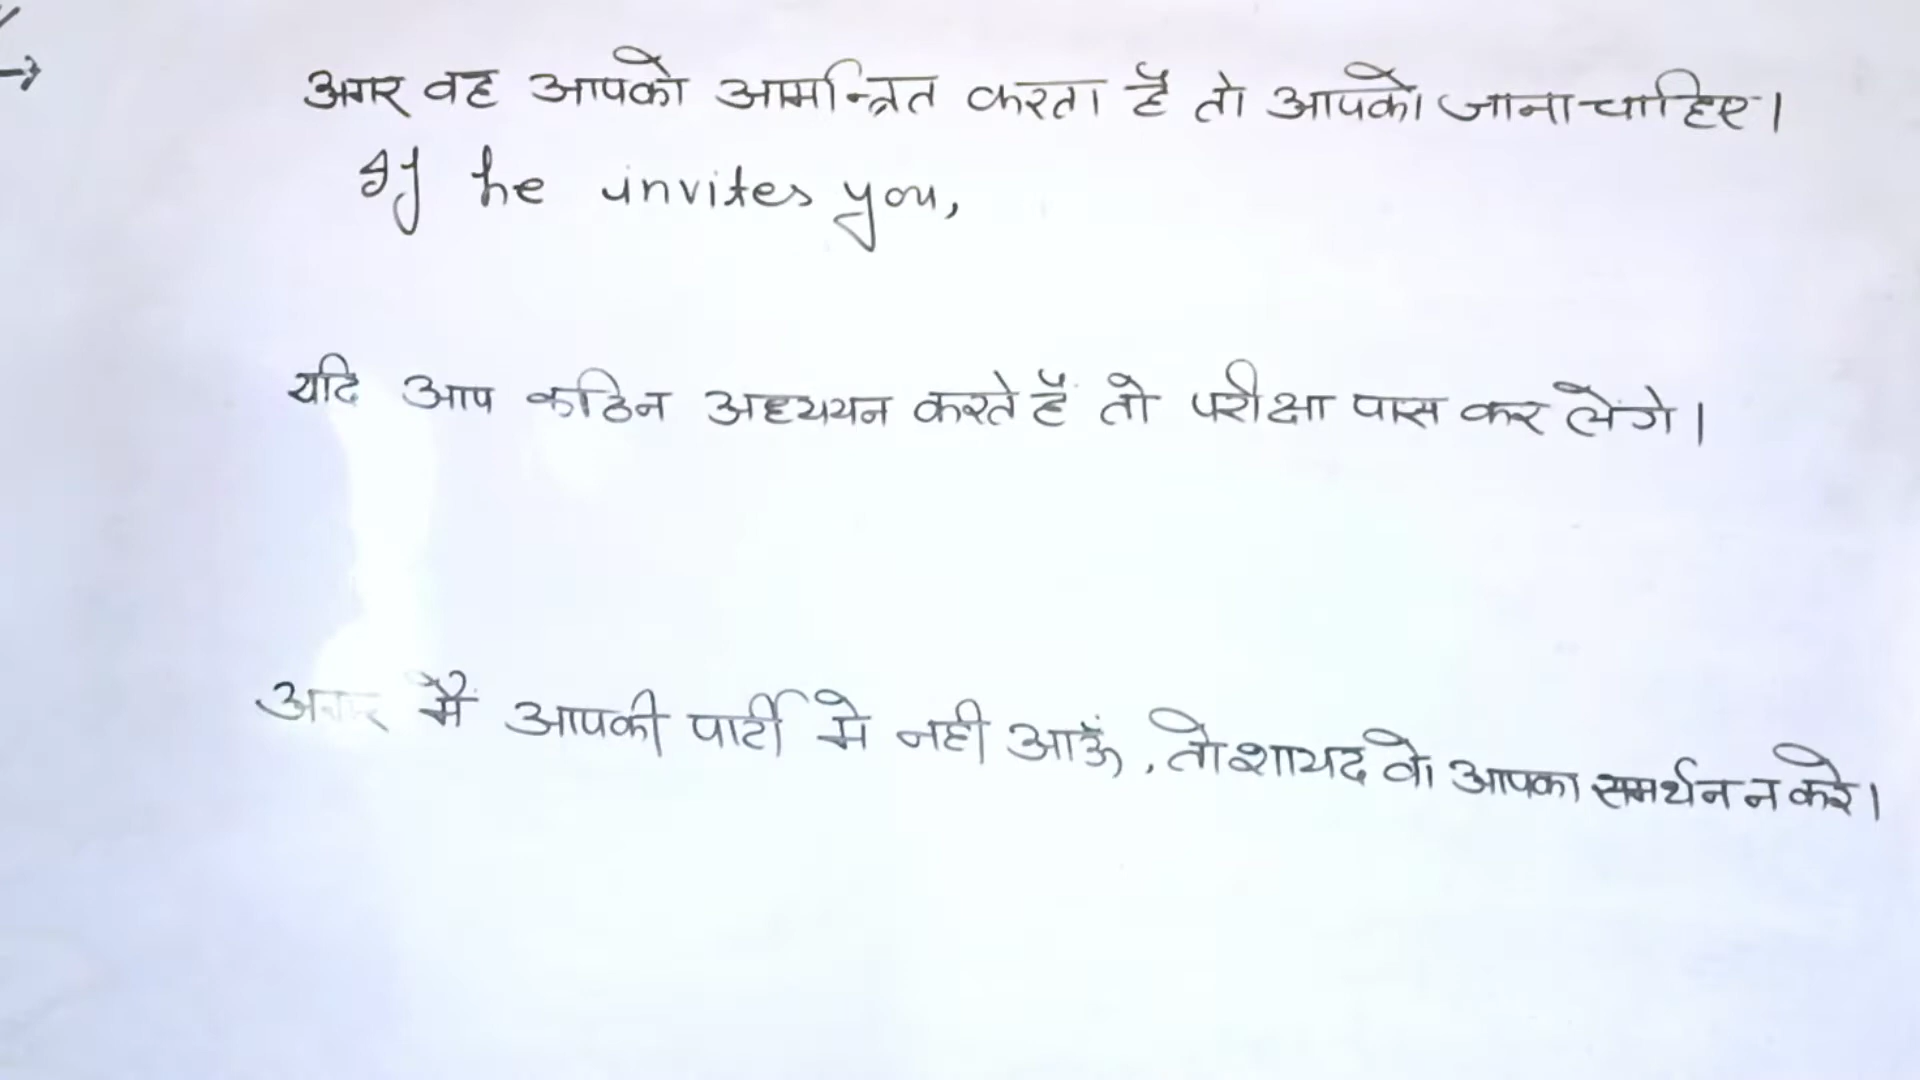 अगर वह आपको आमन्त्रित करता है तो आपको जाना चाहिए।
If he invites you,
यदि आप कठिन अध्ययन करते हैं तो परीक्षा पास कर लेंगे।
अगर मैं आपकी पार्टी मे नही आऊँ, तो शायद वो आपका समर्थन न करे।